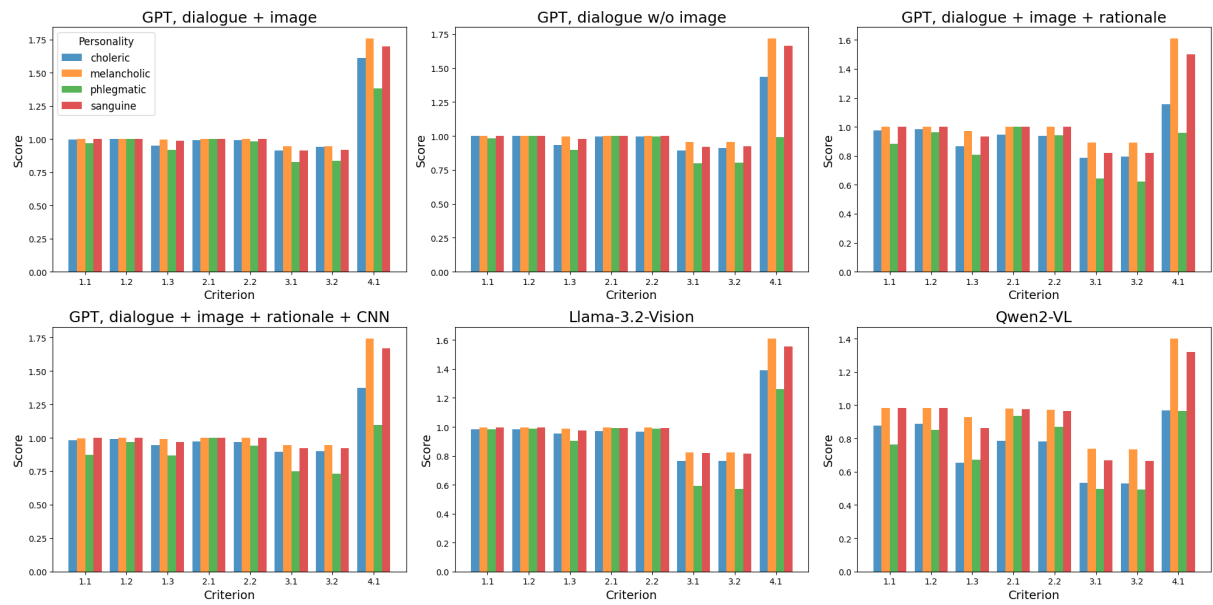 GPT, dialogue + image
Score
1.75
1.50
1.25
1.00
0.75
0.50
0.25
0.00
Personality
choleric
melancholic
phlegmatic
sanguine
1.1 1.2 1.3 2.1 2.2 3.1 3.2 4.1
Criterion
GPT, dialogue w/o image
Score
1.75
1.50
1.25
1.00
0.75
0.50
0.25
0.00
1.1 1.2 1.3 2.1 2.2 3.1 3.2 4.1
Criterion
GPT, dialogue + image + rationale
Score
1.6
1.4
1.2
1.0
0.8
0.6
0.4
0.2
0.0
1.1 1.2 1.3 2.1 2.2 3.1 3.2 4.1
Criterion
GPT, dialogue + image + rationale + CNN
Score
1.75
1.50
1.25
1.00
0.75
0.50
0.25
0.00
1.1 1.2 1.3 2.1 2.2 3.1 3.2 4.1
Criterion
Llama-3.2-Vision
Score
1.6
1.4
1.2
1.0
0.8
0.6
0.4
0.2
0.0
1.1 1.2 1.3 2.1 2.2 3.1 3.2 4.1
Criterion
Qwen2-VL
Score
1.4
1.2
1.0
0.8
0.6
0.4
0.2
0.0
1.1 1.2 1.3 2.1 2.2 3.1 3.2 4.1
Criterion